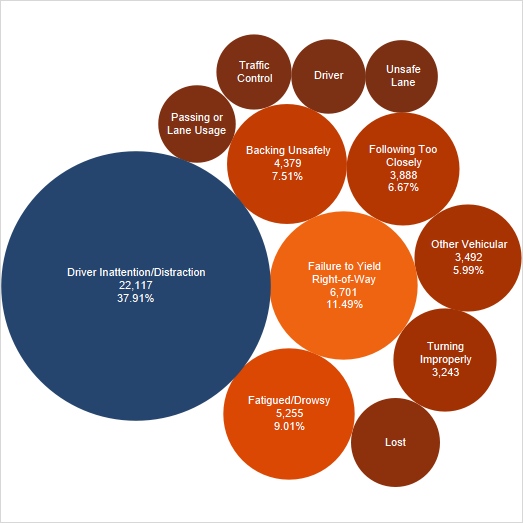 Traffic
Control
Driver
Unsafe
Lane
Passing or
Lane Usage
Backing Unsafely
4,379
7.51%
Following Too
Closely
3,888
6.67%
Other Vehicular
3,492
5.99%
Driver Inattention/Distraction
22,117
37.91%
Failure to Yield
Right-of-Way
6,701
11.49%
Turning
Improperly
3,243
Fatigued/Drowsy
5,255
9.01%
Lost